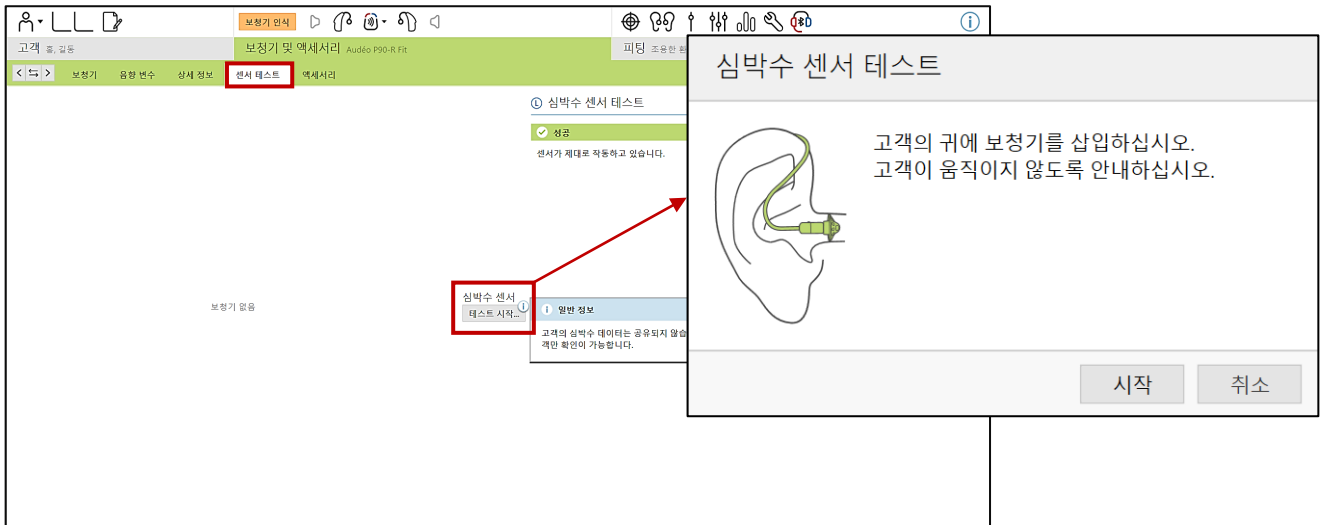 보청기 인식
고객 홍, 길동
보청기 및 액세서리 Audéo P90-R Fit
피팅 조용한 환
보청기 음향 변수 상세 정보 센서 테스트 액세서리
Ⓛ 심박수 센서 테스트
성공
센서가 제대로 작동하고 있습니다.
심박수 센서
테스트 시작...
보청기 없음
일반 정보
고객의 심박수 데이터는 공유되지 않습
객만 확인이 가능합니다.
심박수 센서 테스트
고객의 귀에 보청기를 삽입하십시오.
고객이 움직이지 않도록 안내하십시오.
시작 취소